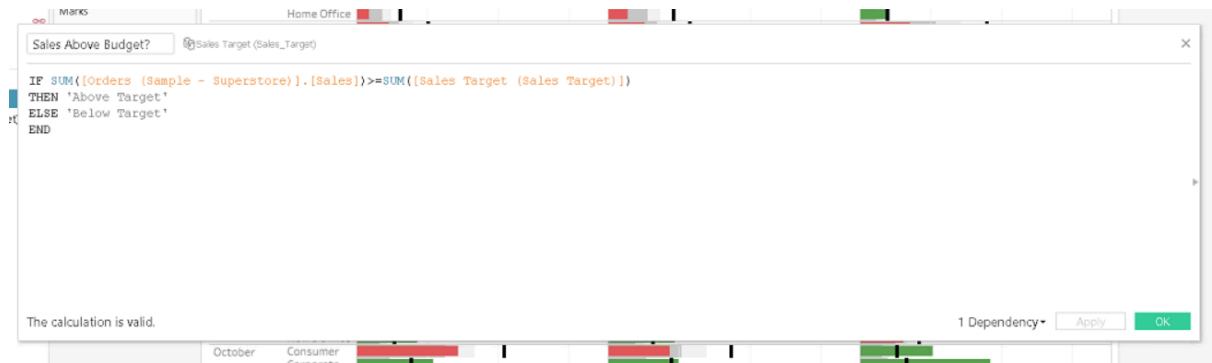 Marks
Home Office
Sales Above Budget?
Sales Target (Sales_Target)
IF SUM([Orders (Sample - Superstore)].[Sales])>=SUM([Sales Target (Sales Target)])
THEN 'Above Target'
ELSE 'Below Target'
END
The calculation is valid.
1 Dependency
Apply
OK
October
Consumer
Corporate